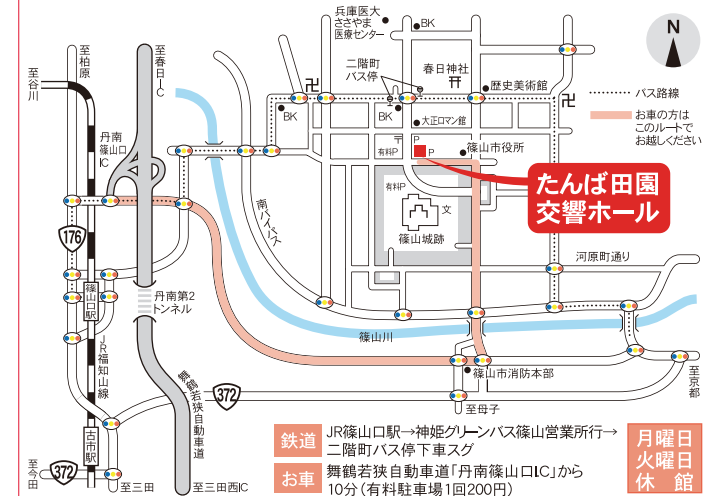 兵庫医大
ささやま
医療センター
BK
N
至柏原
至春日IC
至谷川
二階町
バス停
春日神社
歴史美術館
バス路線
お車の方は
このルートで
お越しください
BK
BK
大正ロマン館
丹南
篠山口
IC
〒
P
有料P
P
篠山市役所
たんば田園
交響ホール
有料P
文
篠山城跡
南バイパス
176
河原町通り
篠山口駅
丹南第2
トンネル
篠山川
JR福知山線
舞鶴若狭自動車道
篠山市消防本部
372
至京都
至母子
古市駅
至今田
372
至三田
至三田西IC
鉄道
JR篠山口駅→神姫グリーンバス篠山営業所行→
二階町バス停下車スグ
お車
舞鶴若狭自動車道「丹南篠山口I.C」から
10分(有料駐車場1回200円)
月曜日
火曜日
休館